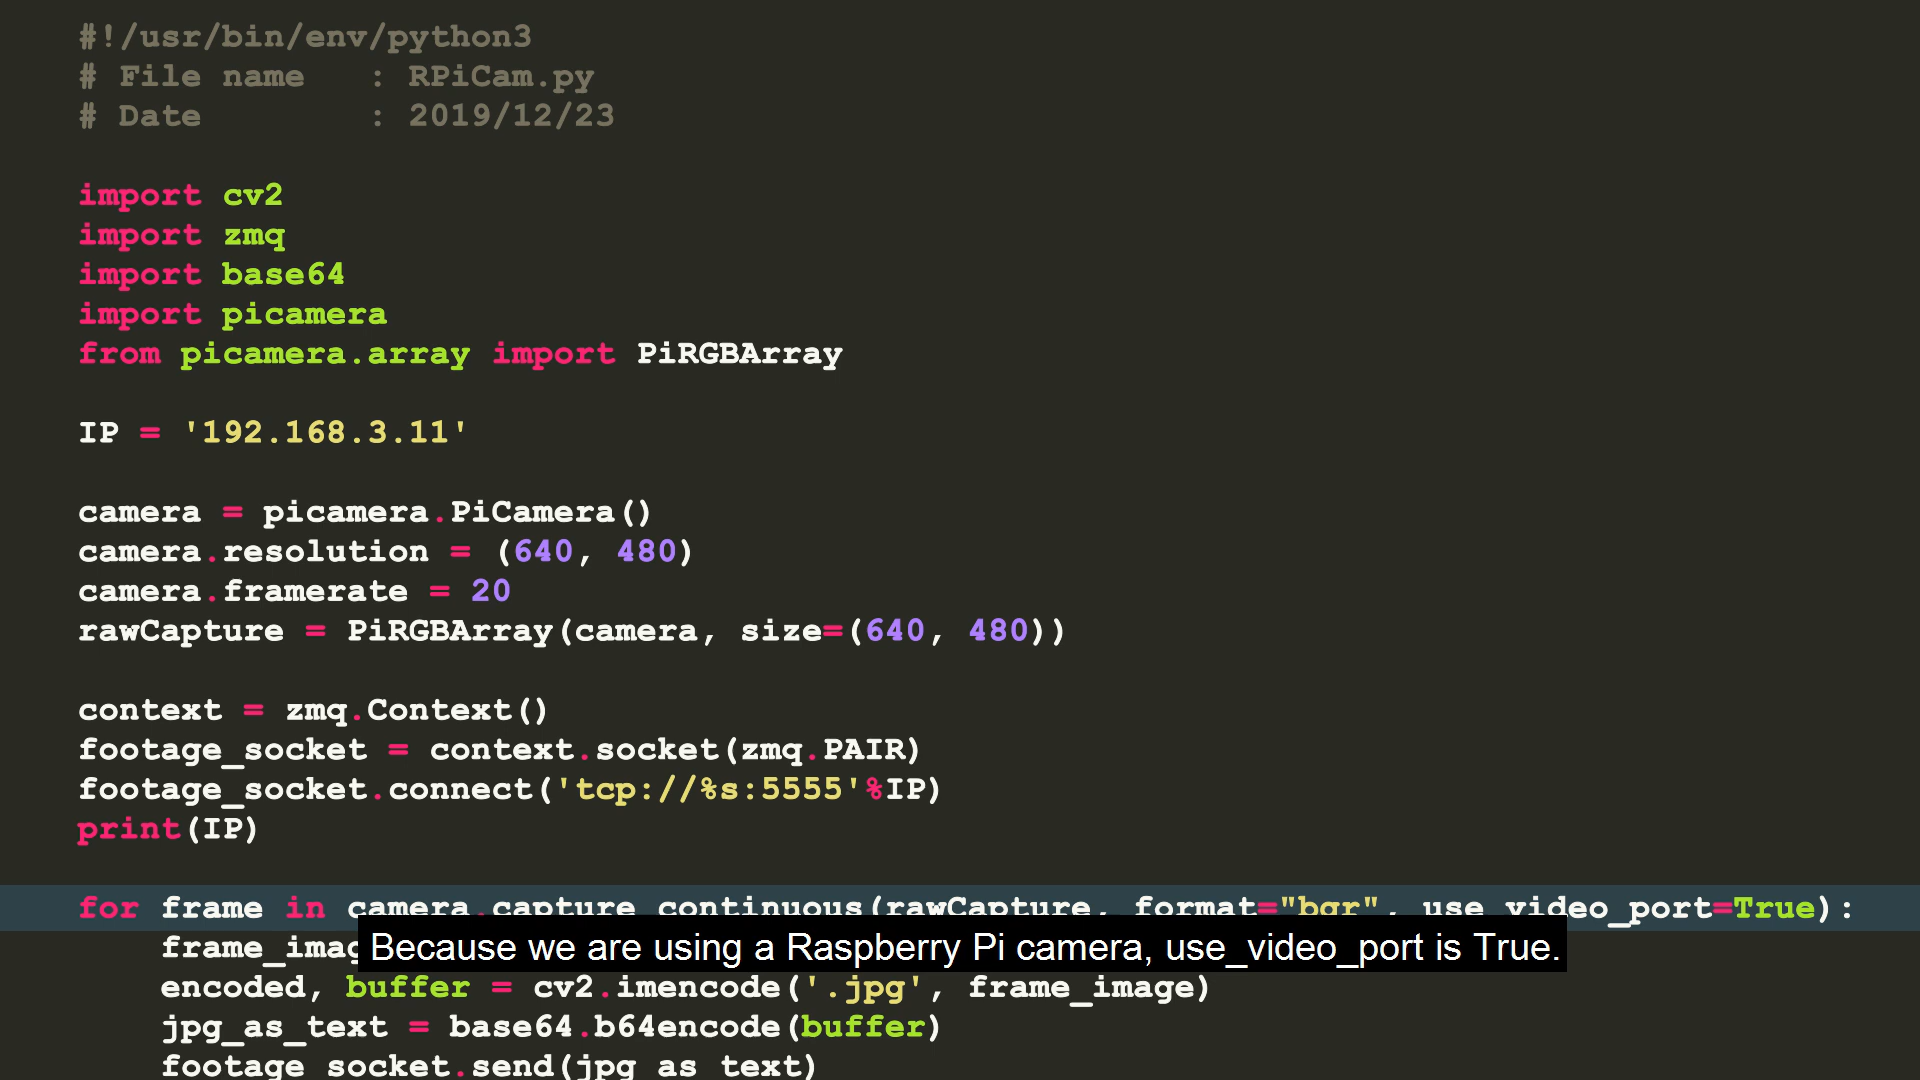 #!/usr/bin/env/python3
# File name   : RPiCam.py
# Date        : 2019/12/23
import cv2
import zmq
import base64
import picamera
from picamera.array import PiRGBArray
IP = '192.168.3.11'
camera = picamera.PiCamera()
camera.resolution = (640, 480)
camera.framerate = 20
rawCapture = PiRGBArray(camera, size=(640, 480))
context = zmq.Context()
footage_socket = context.socket(zmq.PAIR)
footage_socket.connect('tcp://%s:5555'%IP)
print(IP)
for frame in camera.capture_continuous(rawCapture, format="bgr", use_video_port=True):
frame_imag
Because we are using a Raspberry Pi camera, use_video_port is True.
encoded, buffer = cv2.imencode('.jpg', frame_image)
jpg_as_text = base64.b64encode(buffer)
footage_socket.send(jpg_as_text)